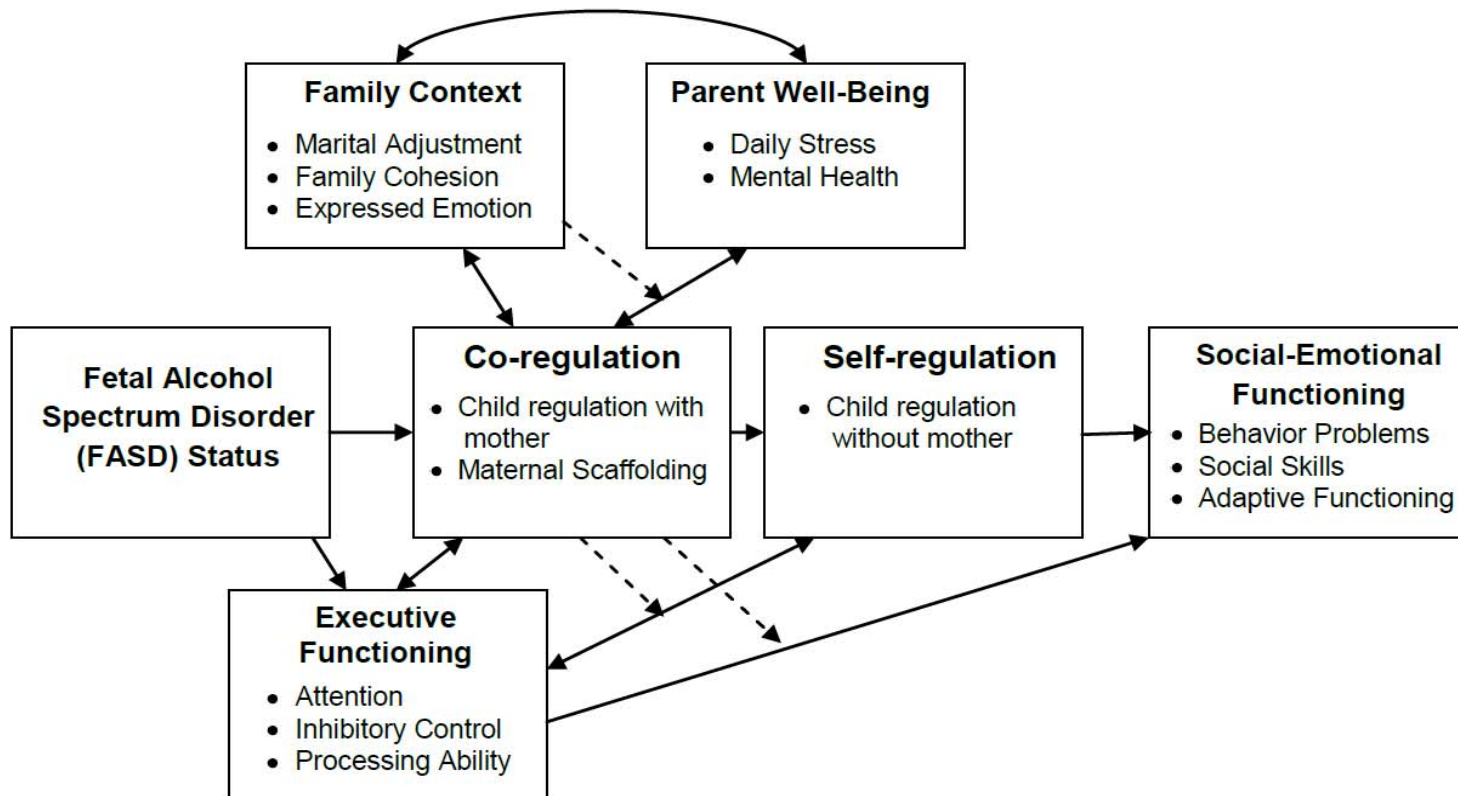 Family Context
• Marital Adjustment
• Family Cohesion
• Expressed Emotion
Parent Well-Being
• Daily Stress
• Mental Health
Fetal Alcohol
Spectrum Disorder
(FASD) Status
Co-regulation
• Child regulation with
mother
• Maternal Scaffolding
Self-regulation
• Child regulation
without mother
Social-Emotional
Functioning
• Behavior Problems
• Social Skills
• Adaptive Functioning
Executive
Functioning
• Attention
• Inhibitory Control
• Processing Ability